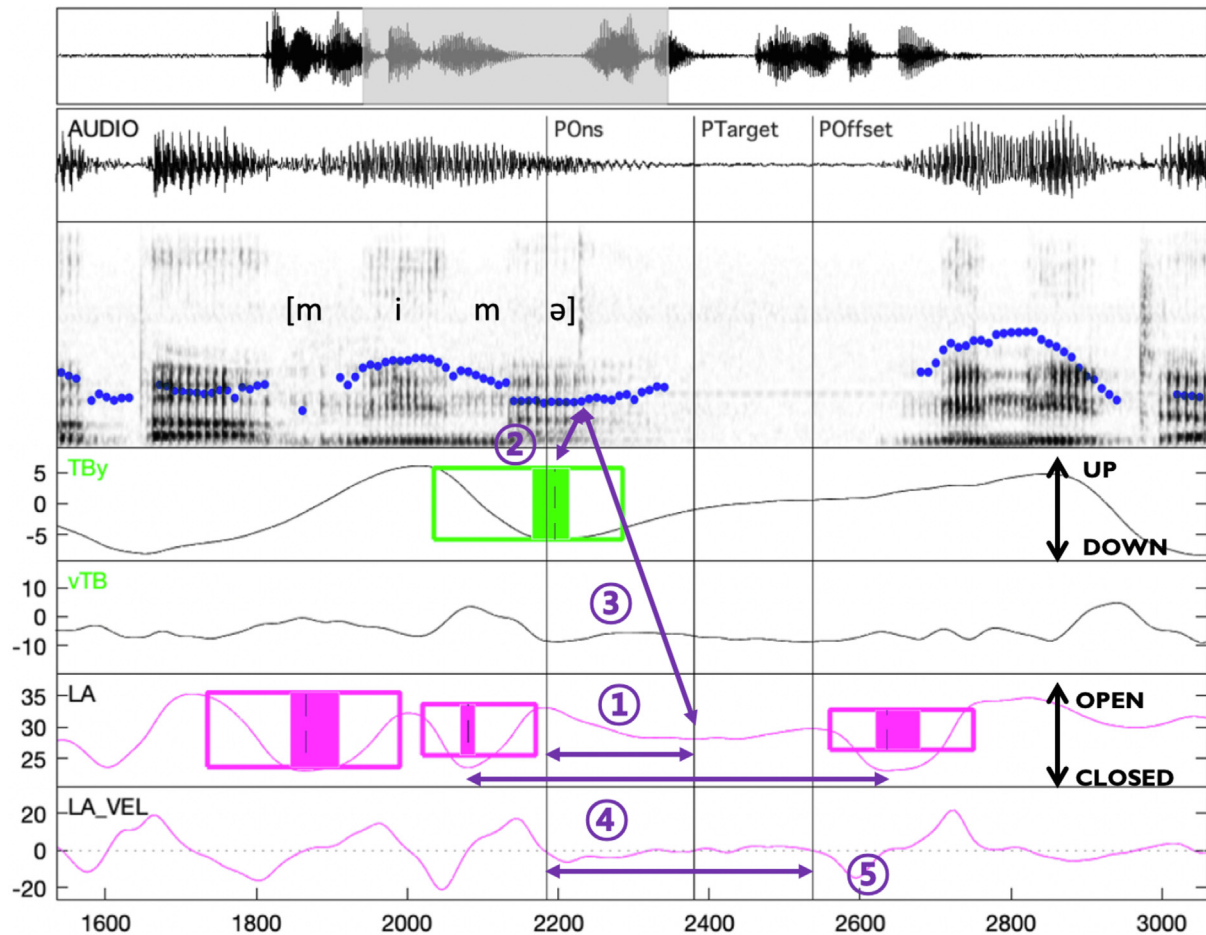 AUDIO POns PTarget POffset
[m i m ə]
②
TBy
5
0
-5
UP
DOWN
vTB
10
0
-10
③
LA
35
30
25
①
OPEN
CLOSED
LA_VEL
20
0
-20
④
⑤
1600 1800 2000 2200 2400 2600 2800 3000